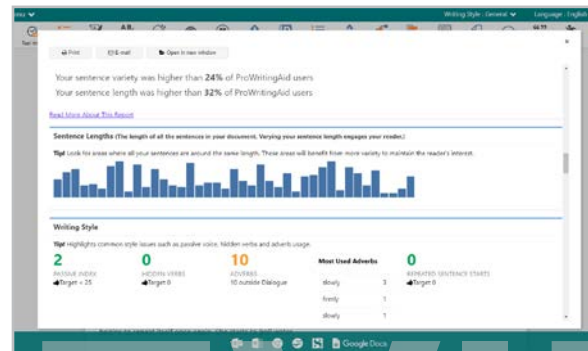 Writing Style : General
Language : English
Print
E-mail
Open in new window
Your sentence variety was higher than 24% of ProWritingAid users
Your sentence length was higher than 32% of ProWritingAid users
Read More About This Report
Sentence Lengths (The length of all the sentences in your document. Varying your sentence length engages your reader.)
Tip! Look for areas where all your sentences are around the same length. These areas will benefit from more variety to maintain the reader's interest.
Writing Style
Tip! Highlights common style issues such as passive voice, hidden verbs and adverb usage.
2
PASSIVE INDEX
Target < 25
0
HIDDEN VERBS
Target 0
10
ADVERBS
10 outside Dialogue
Most Used Adverbs
slowly 3
firmly 1
slowly 1
0
REPEATED SENTENCE STARTS
Target 0
Google Docs